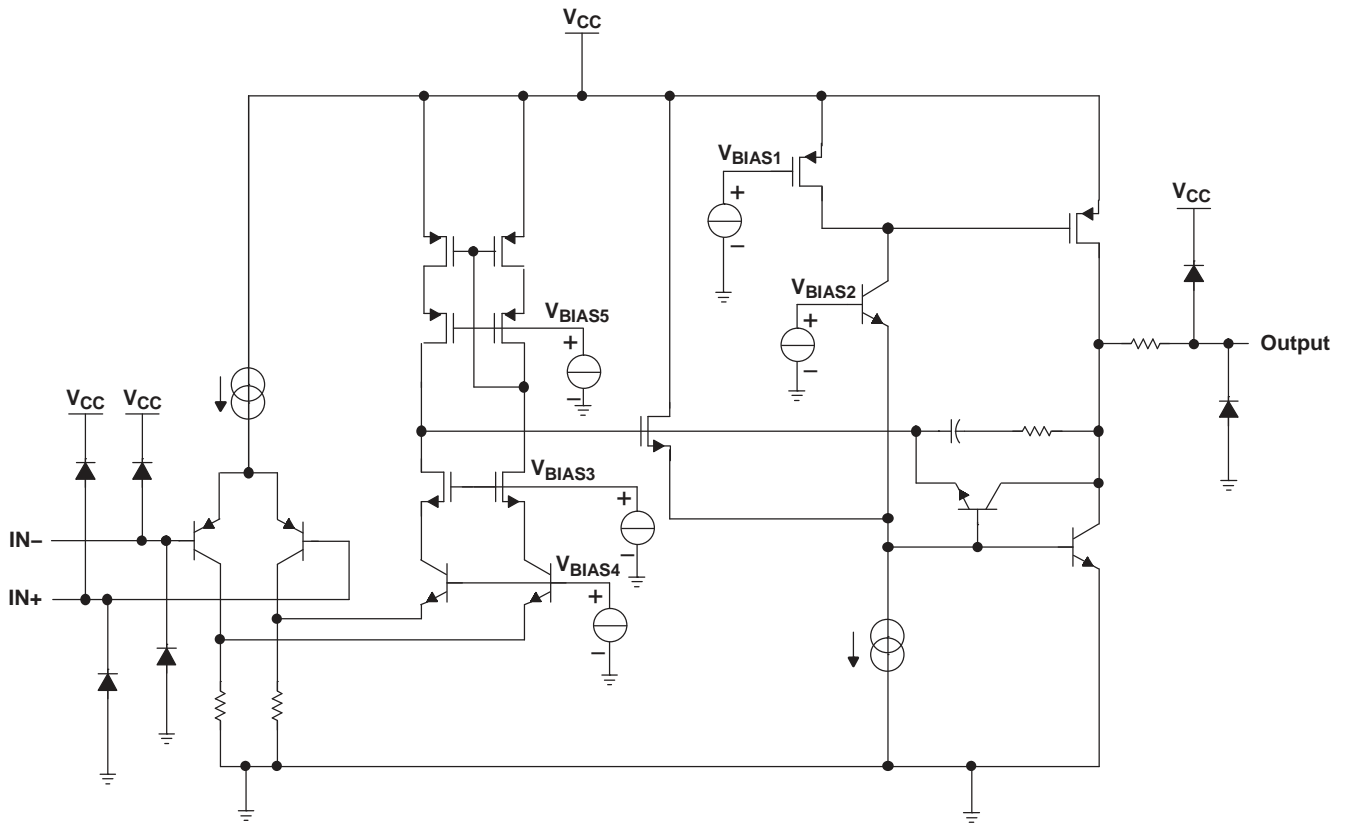 VCC
VBIAS1
+
−
VCC
VBIAS2
+
−
VBIAS5
+
−
Output
VCC
VCC
VBIAS3
+
−
IN−
VBIAS4
+
−
IN+